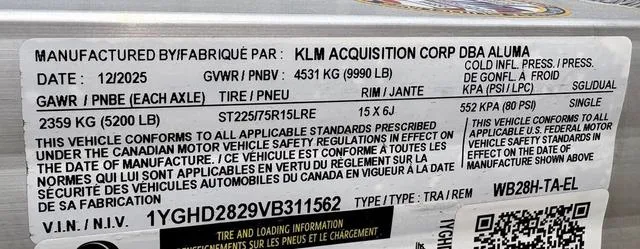 MANUFACTURED BY/FABRIQUÉ PAR : KLM ACQUISITION CORP DBA ALUMA
DATE : 12/2025 GVWR / PNBV : 4531 KG (9990 LB) COLD INFL. PRESS. / PRESS. DE GONFL. À FROID
GAWR / PNBE (EACH AXLE) TIRE / PNEU RIM / JANTE KPA (PSI / LPC) SGL/DUAL
2359 KG (5200 LB) ST225/75R15LRE 15 X 6J 552 KPA (80 PSI) SINGLE
THIS VEHICLE CONFORMS TO ALL APPLICABLE STANDARDS PRESCRIBED
UNDER THE CANADIAN MOTOR VEHICLE SAFETY REGULATIONS IN EFFECT ON
THE DATE OF MANUFACTURE. / CE VÉHICULE EST CONFORME À TOUTES LES
NORMES QUI LUI SONT APPLICABLES EN VERTU DU RÈGLEMENT SUR LA
SÉCURITÉ DES VÉHICULES AUTOMOBILES DU CANADA EN VIGUEUR À LA DATE
DE SA FABRICATION.
THIS VEHICLE CONFORMS TO ALL
APPLICABLE U.S. FEDERAL MOTOR
VEHICLE SAFETY STANDARDS IN
EFFECT ON THE DATE OF
MANUFACTURE SHOWN ABOVE.
V.I.N. / N.I.V. 1YGHD2829VB311562 TYPE / TYPE : TRA / REM WB28H-TA-EL
TIRE AND LOADING INFORMATION
RENSEIGNEMENTS SUR LES PNEUS ET LE CHARGEMENT